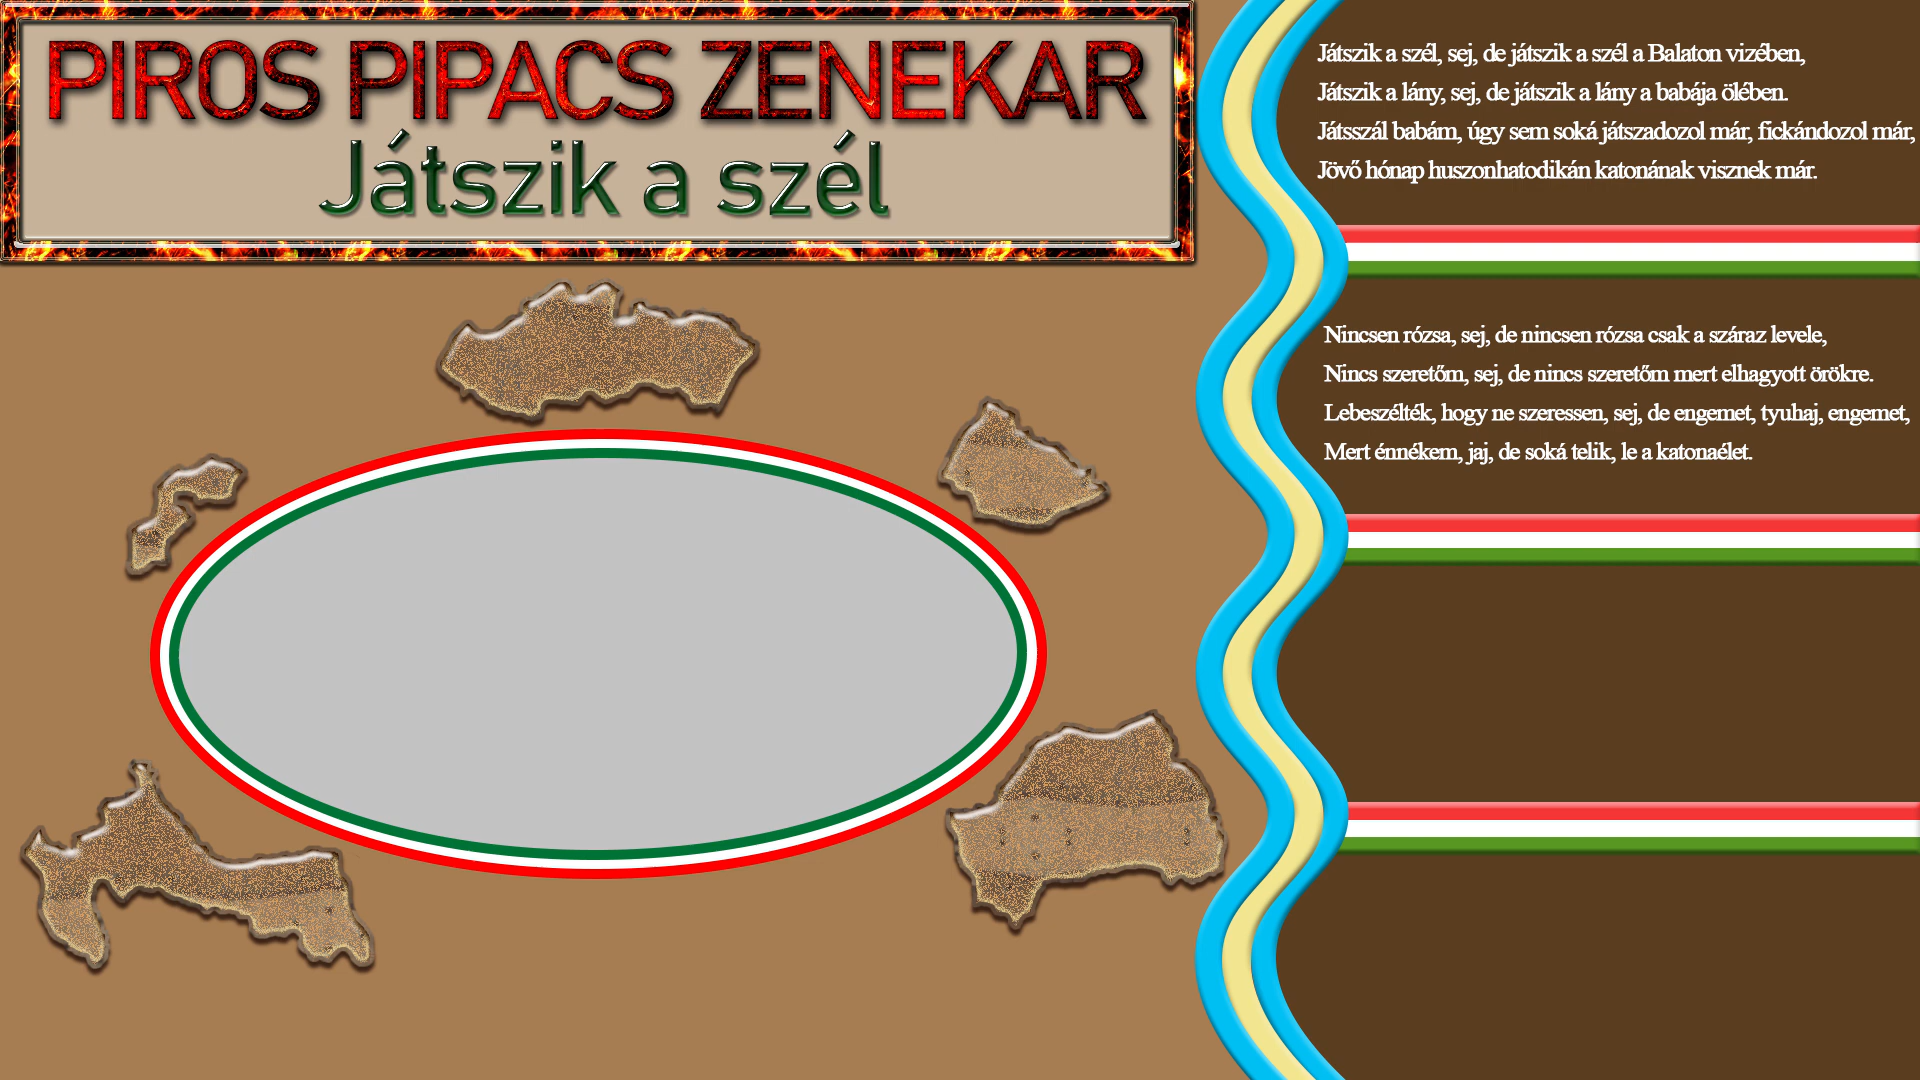 PIROS PIPACS ZENEKAR
Játszik a szél
Játszik a szél, sej, de játszik a szél a Balaton vizében,
Játszik a lány, sej, de játszik a lány a babája ölében.
Játsszál babám, úgy sem soká játszadozol már, fickándozol már,
Jövő hónap huszonhatodikán katonának visznek már.
Nincsen rózsa, sej, de nincsen rózsa csak a száraz levele,
Nincs szeretőm, sej, de nincs szeretőm mert elhagyott örökre.
Lebeszélték, hogy ne szeressen, sej, de engemet, tyuhaj, engemet,
Mert énnékem, jaj, de soká telik, le a katonaélet.